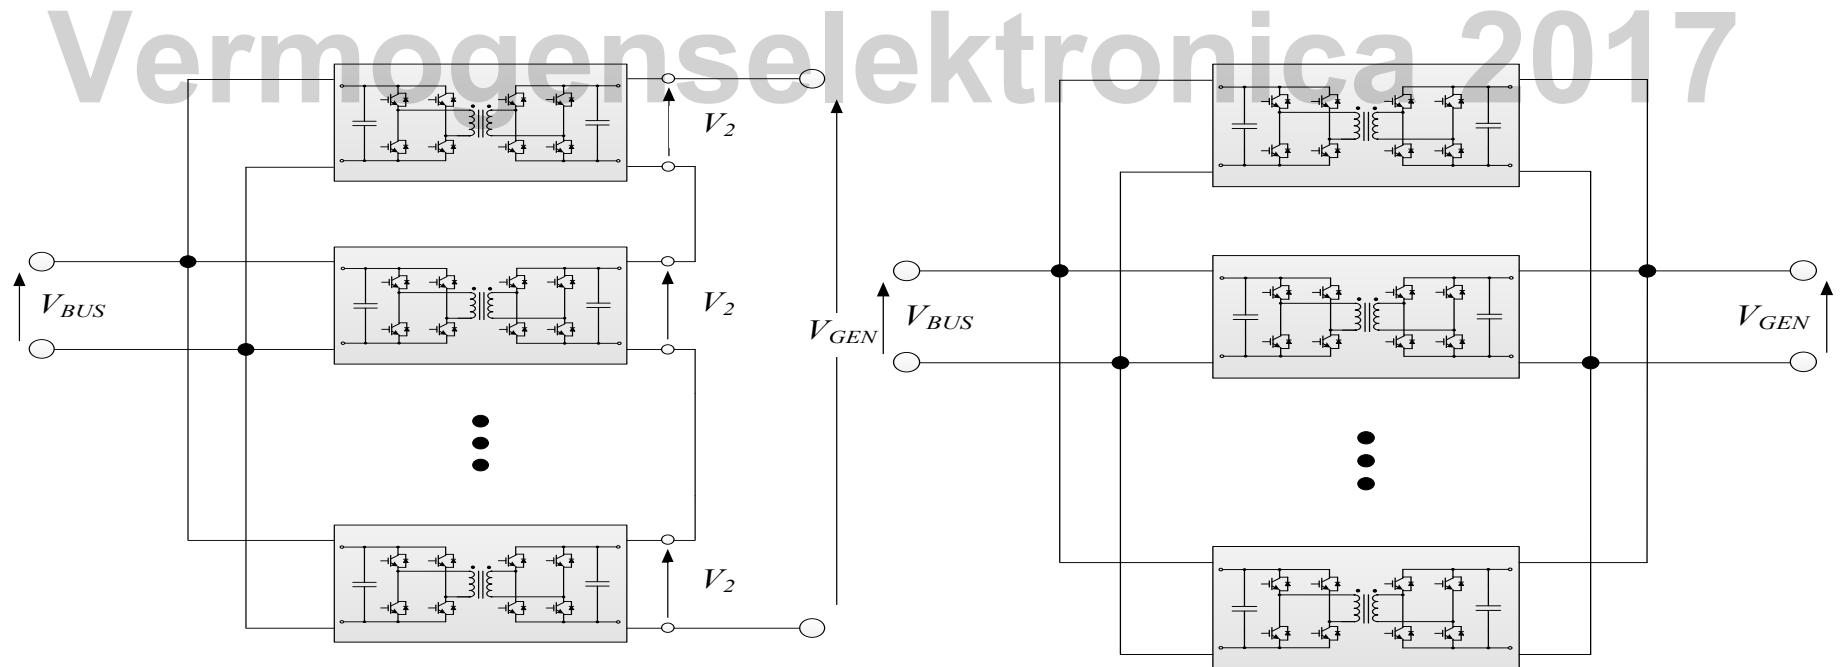 Vermogenselektronica 2017
V2
V2
VBUS
VGEN
V2
VBUS
VGEN